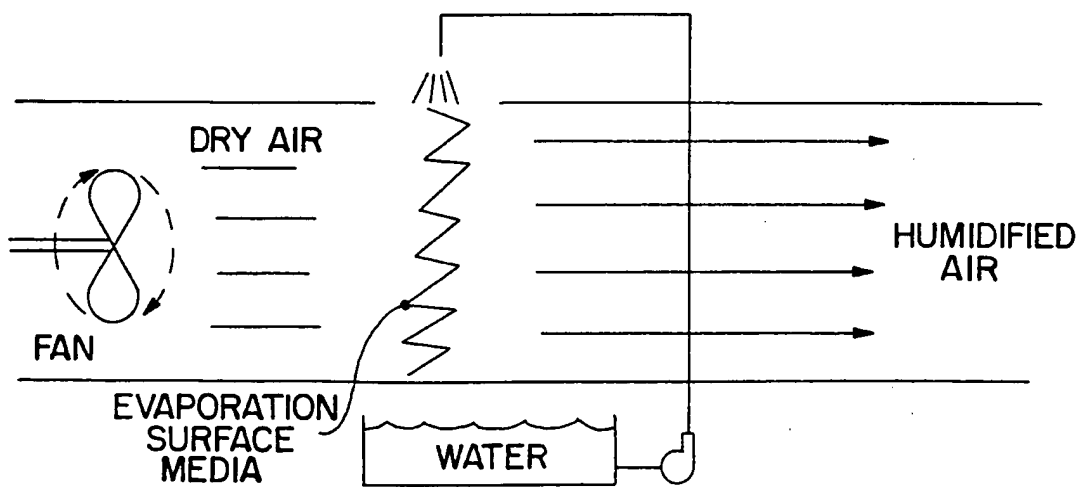 DRY AIR
HUMIDIFIED
AIR
FAN
EVAPORATION
SURFACE
MEDIA
WATER